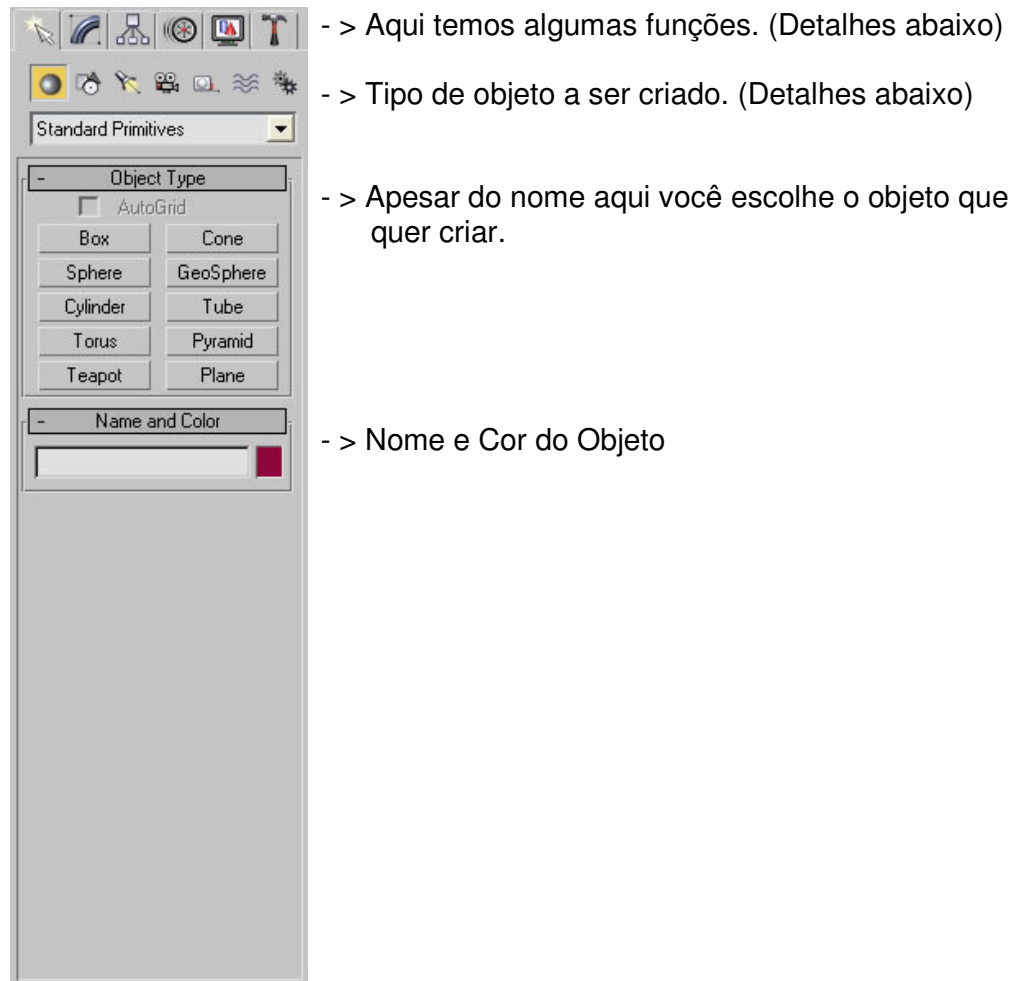 - > Aqui temos algumas funções. (Detalhes abaixo)
- > Tipo de objeto a ser criado. (Detalhes abaixo)
Standard Primitives
- Object Type
AutoGrid
- > Apesar do nome aqui você escolhe o objeto que
quer criar.
Box Cone
Sphere GeoSphere
Cylinder Tube
Torus Pyramid
Teapot Plane
- Name and Color
- > Nome e Cor do Objeto